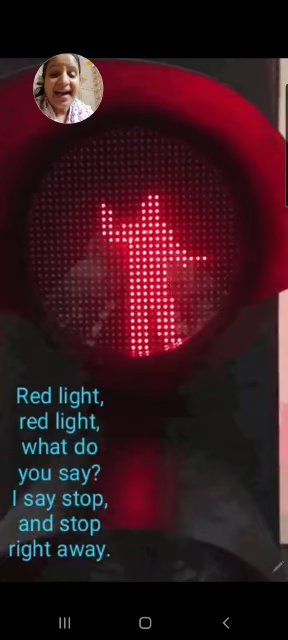 Red light,
red light,
what do
you say?
I say stop,
and stop
right away.